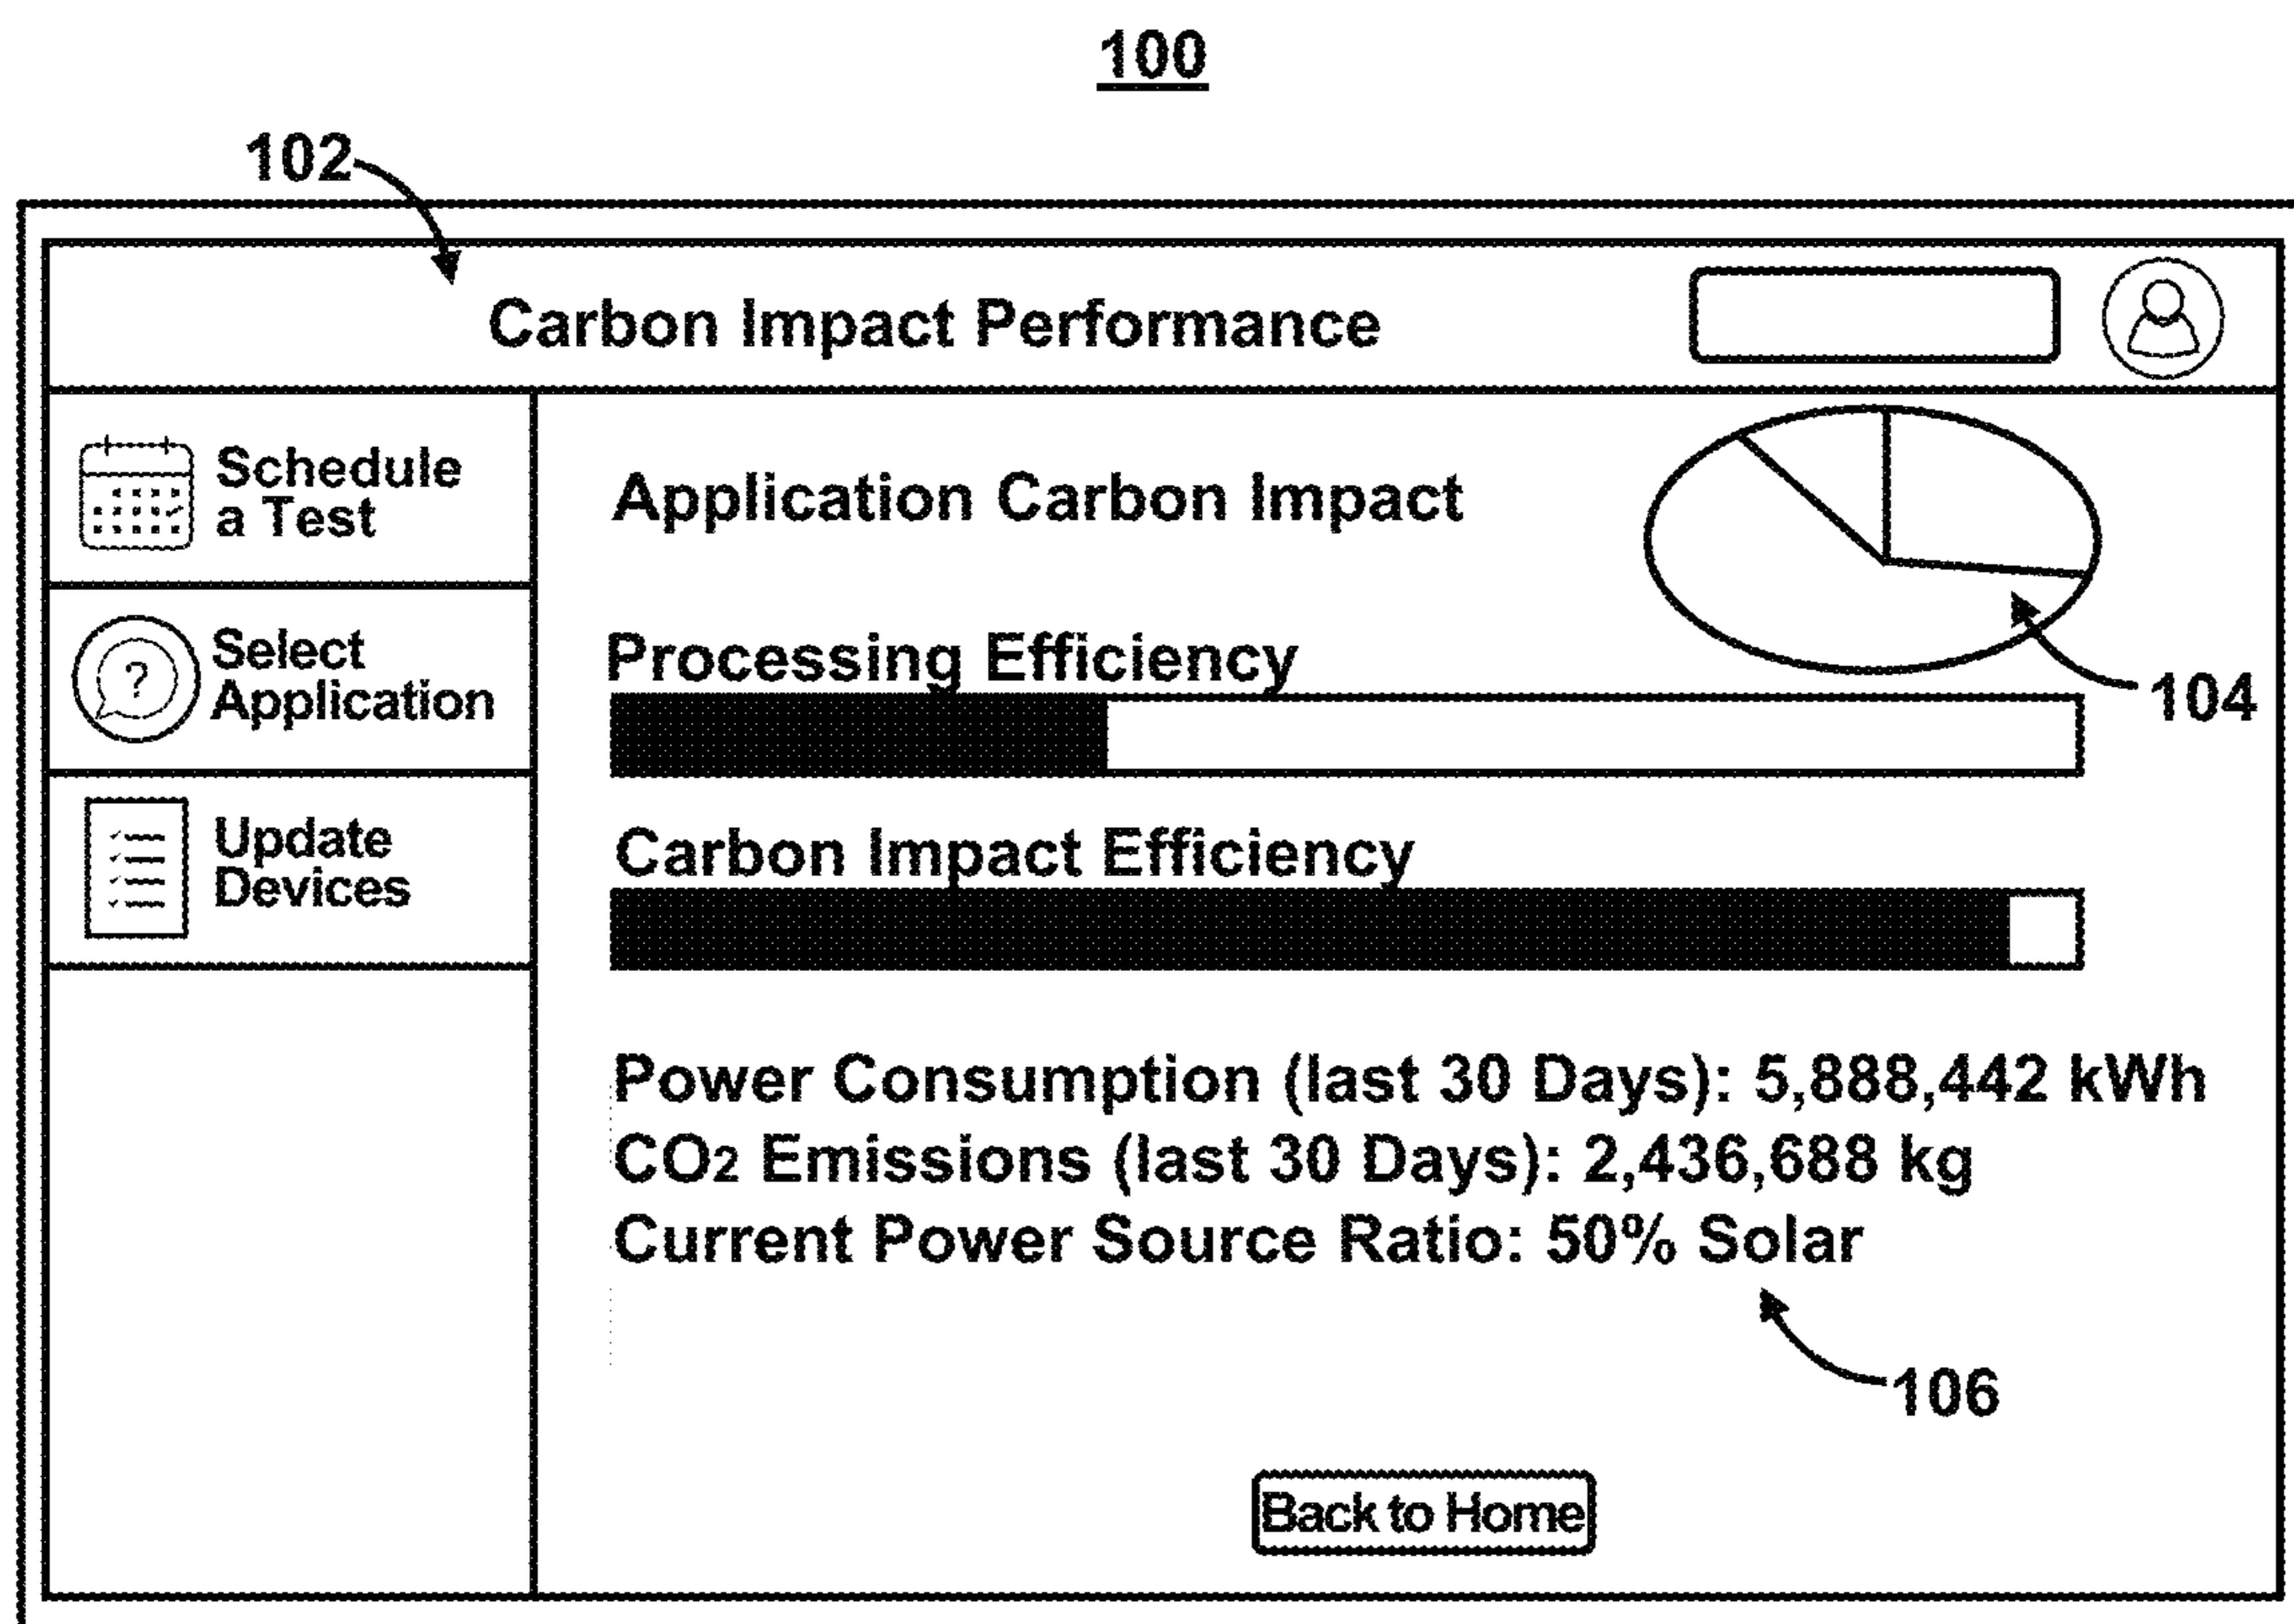 100
102
Carbon Impact Performance
Schedule
a Test
?
Select
Application
Update
Devices
Application Carbon Impact
104
Processing Efficiency
Carbon Impact Efficiency
Power Consumption (last 30 Days): 5,888,442 kWh
CO2 Emissions (last 30 Days): 2,436,688 kg
Current Power Source Ratio: 50% Solar
106
Back to Home